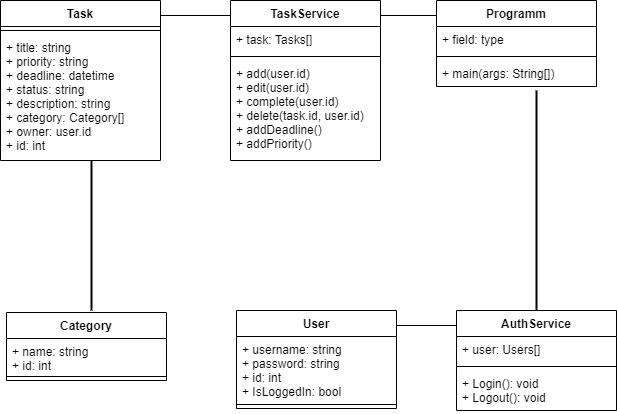 Task
+ title: string
+ priority: string
+ deadline: datetime
+ status: string
+ description: string
+ category: Category[]
+ owner: user.id
+ id: int
TaskService
+ task: Tasks[]
+ add(user.id)
+ edit(user.id)
+ complete(user.id)
+ delete(task.id, user.id)
+ addDeadline()
+ addPriority()
Programm
+ field: type
+ main(args: String[])
Category
+ name: string
+ id: int
User
+ username: string
+ password: string
+ id: int
+ IsLoggedIn: bool
AuthService
+ user: Users[]
+ Login(): void
+ Logout(): void